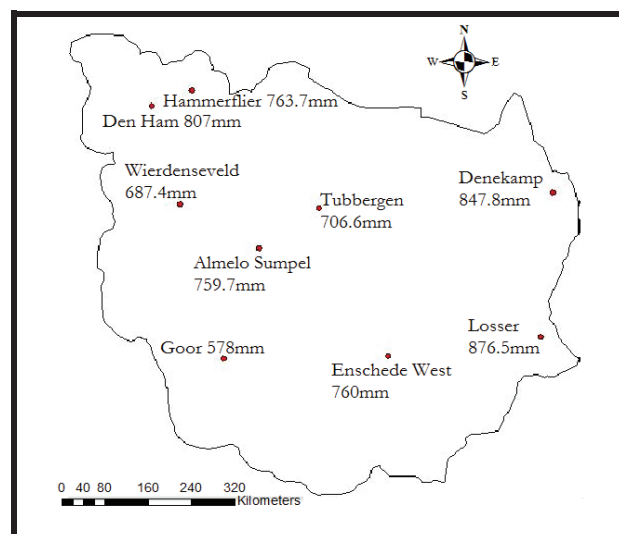 N
W E
S
Hammerflier 763.7mm
Den Ham 807mm
Wierdenseveld
687.4mm
Tubbergen
706.6mm
Denekamp
847.8mm
Almelo Sumpel
759.7mm
Goor 578mm
Losser
876.5mm
Enschede West
760mm
0 40 80 160 240 320
Kilometers